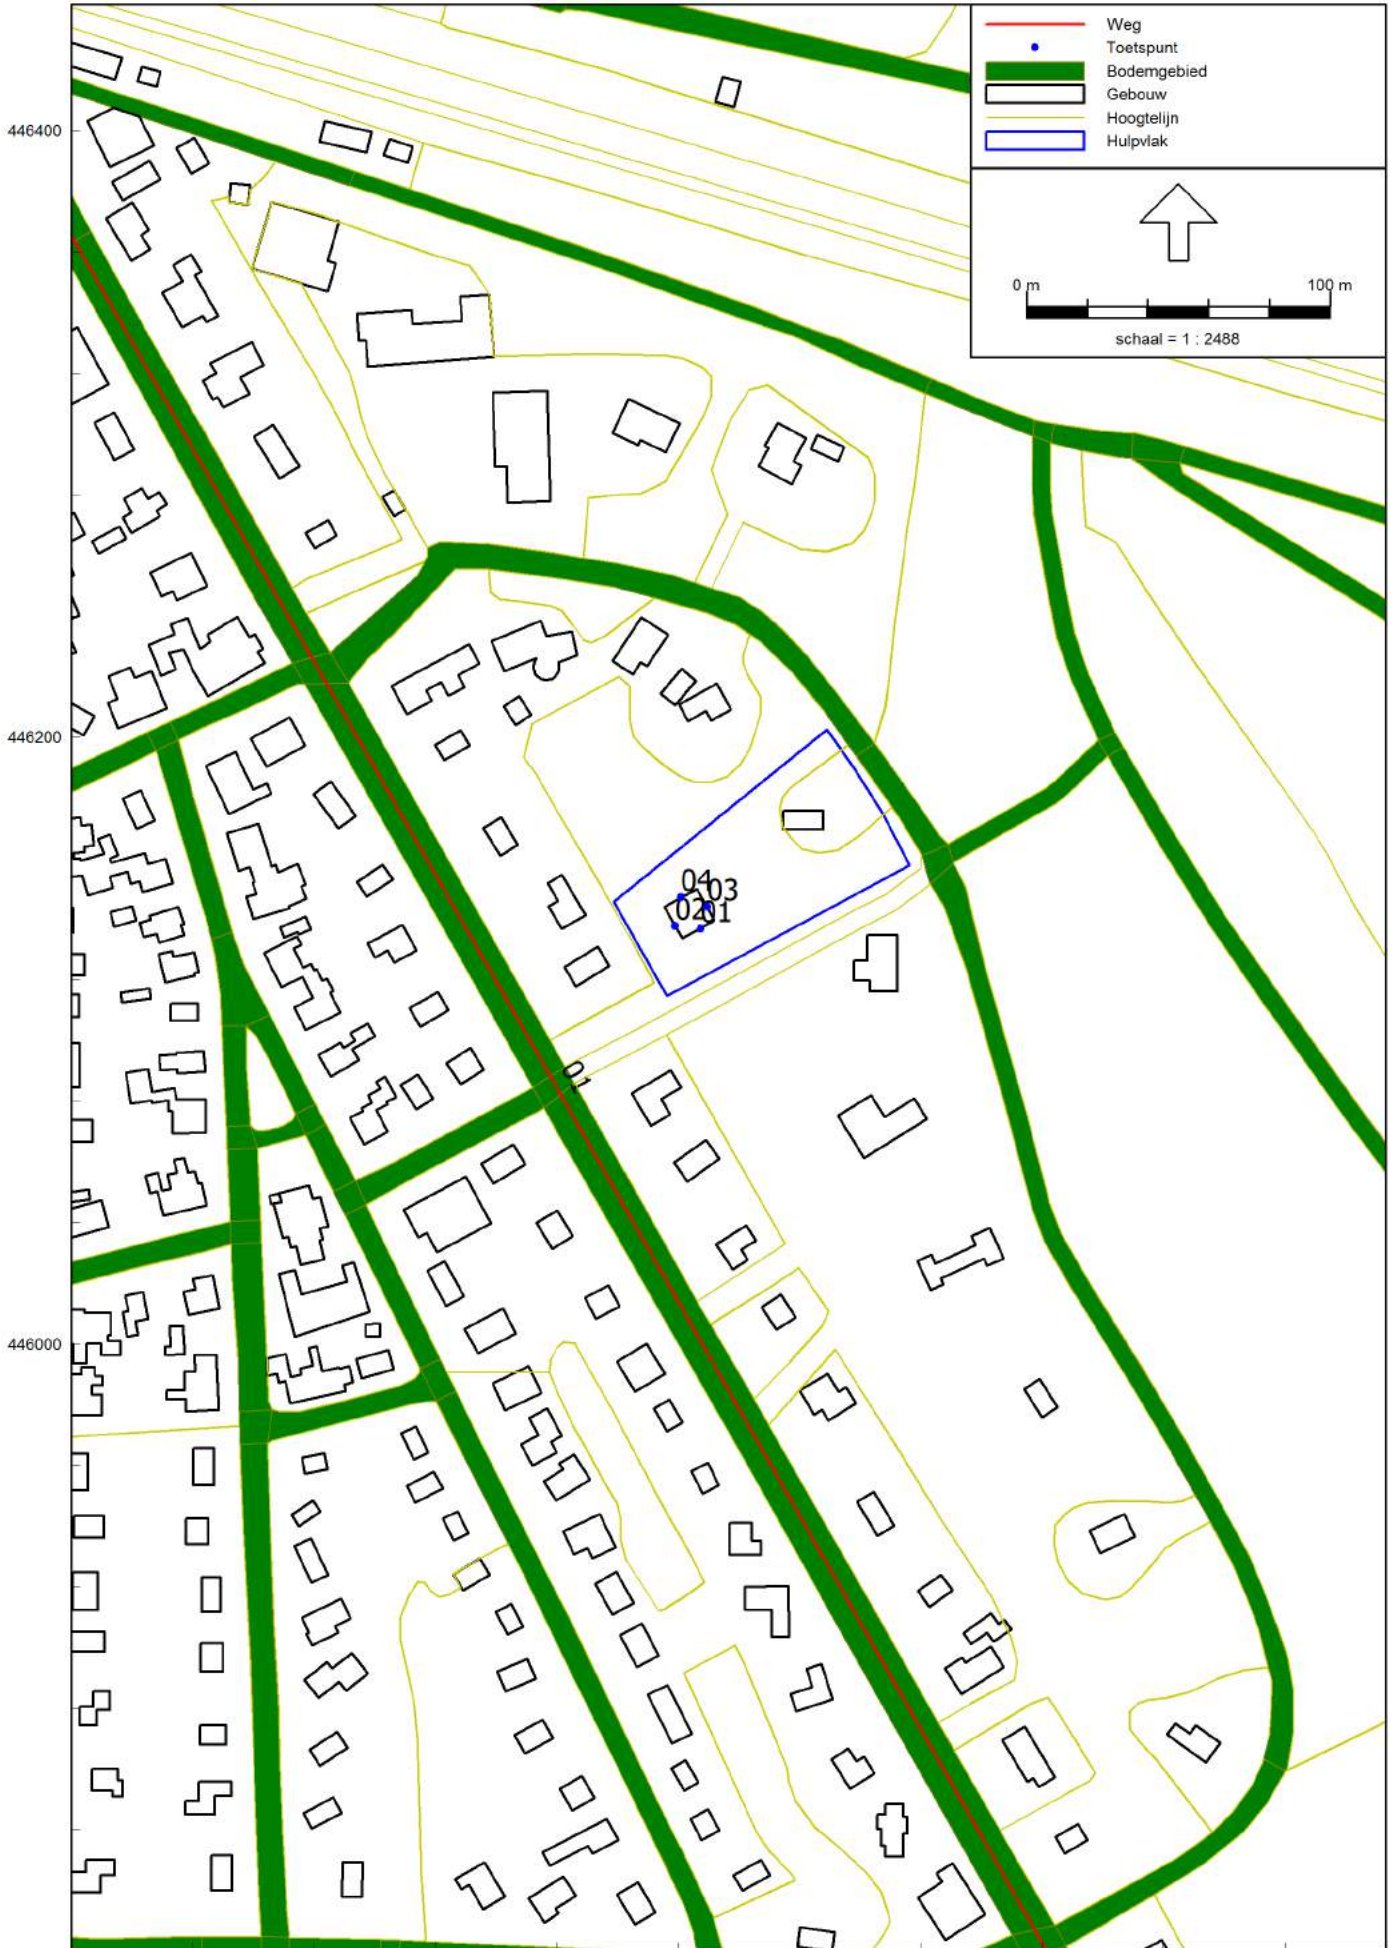 Weg
Toetspunt
Bodemgebied
Gebouw
Hoogtelijn
Hulpvlak
0 m 100 m
schaal = 1 : 2488
446400
446200
04
03
02
01
01
446000